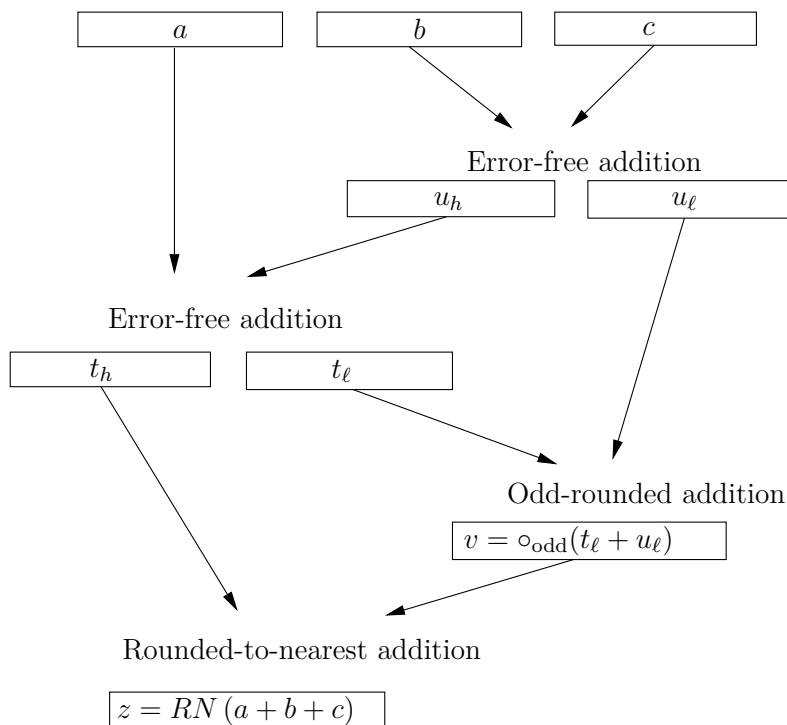 a b c
Error-free addition
u_h u_ℓ
Error-free addition
t_h t_ℓ
Odd-rounded addition
v = ∘_odd(t_ℓ + u_ℓ)
Rounded-to-nearest addition
z = RN (a + b + c)